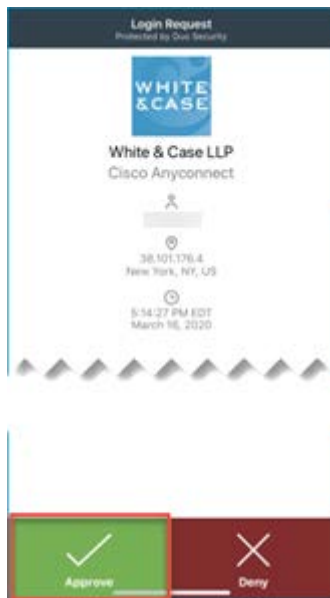 Login Request
Protected by Duo Security
WHITE
& CASE
White & Case LLP
Cisco Anyconnect
38.101.176.4
New York, NY, US
5:14:27 PM EDT
March 16, 2020
Approve
Deny